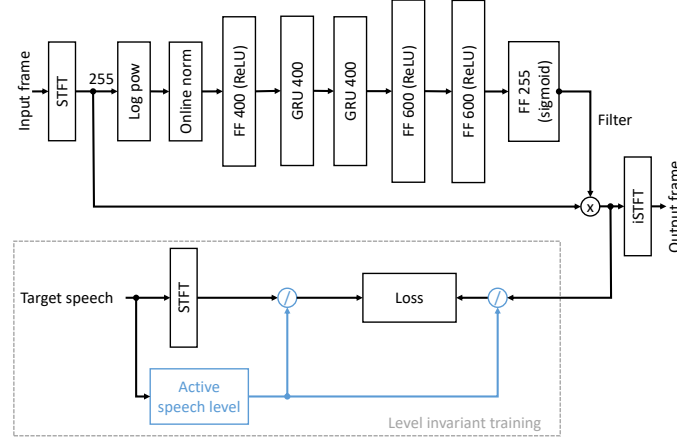 Input frame
STFT
255
Log pow
Online norm
FF 400 (ReLU)
GRU 400
GRU 400
FF 600 (ReLU)
FF 600 (ReLU)
FF 255
(sigmoid)
Filter
x
iSTFT
Output frame
Target speech
STFT
/
Loss
/
Active
speech level
Level invariant training